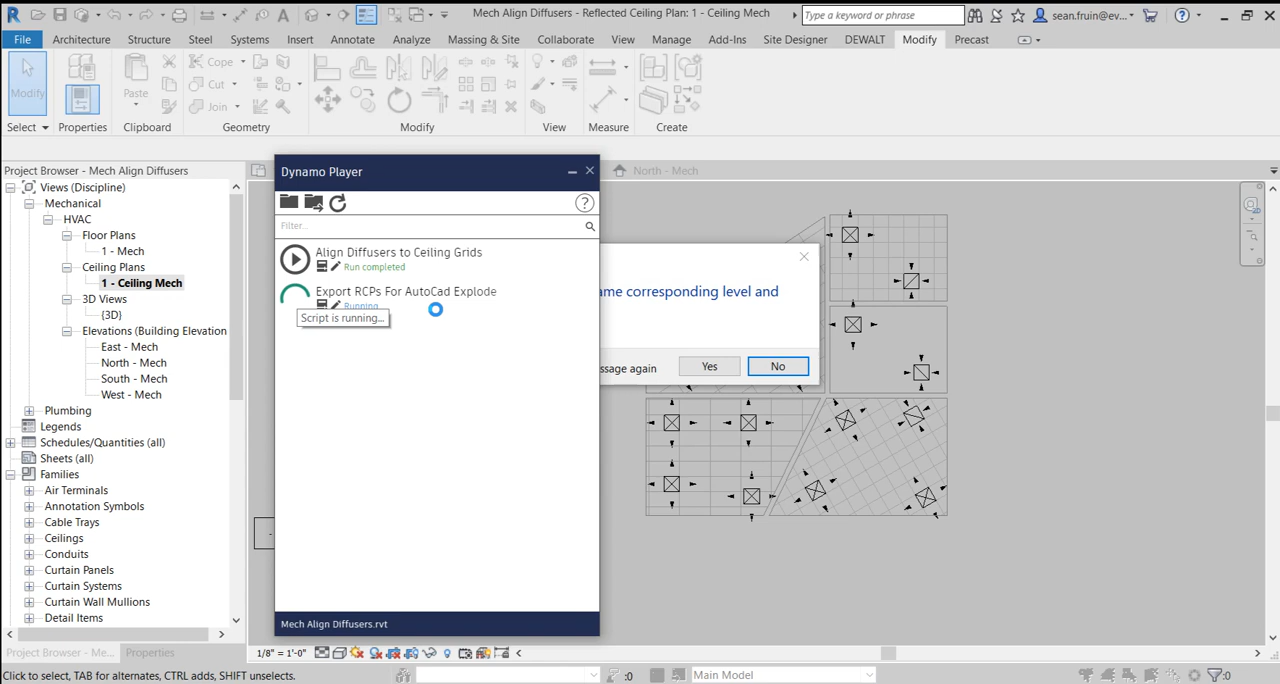 Mech Align Diffusers - Reflected Ceiling Plan: 1 - Ceiling Mech
Type a keyword or phrase
sean.fruin@ev...
File Architecture Structure Steel Systems Insert Annotate Analyze Massing & Site Collaborate View Manage Add-Ins Site Designer DEWALT Modify Precast
Modify
Paste
Cope
Cut
Join
Select Properties Clipboard Geometry Modify View Measure Create
Project Browser - Mech Align Diffusers
North - Mech
Views (Discipline)
Mechanical
HVAC
Floor Plans
1 - Mech
Ceiling Plans
1 - Ceiling Mech
3D Views
{3D}
Elevations (Building Elevation
East - Mech
North - Mech
South - Mech
West - Mech
Plumbing
Legends
Schedules/Quantities (all)
Sheets (all)
Families
Air Terminals
Annotation Symbols
Cable Trays
Ceilings
Conduits
Curtain Panels
Curtain Systems
Curtain Wall Mullions
Detail Items
Project Browser - Me... Properties
Dynamo Player
Filter..
Align Diffusers to Ceiling Grids
Run completed
Export RCPs For AutoCad Explode
Running
Script is running...
Mech Align Diffusers.rvt
ame corresponding level and
ssage again
Yes
No
1/8" = 1'-0"
Click to select, TAB for alternates, CTRL adds, SHIFT unselects.
:0
Main Model
:0